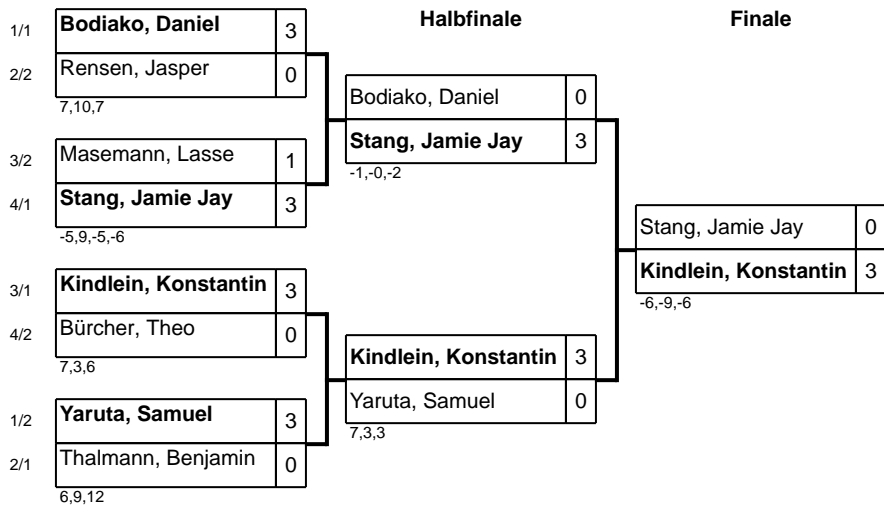 Halbfinale
Finale
1/1 Bodiako, Daniel 3
2/2 Rensen, Jasper 0
7,10,7
3/2 Masemann, Lasse 1
4/1 Stang, Jamie Jay 3
-5,9,-5,-6
3/1 Kindlein, Konstantin 3
4/2 Bürcher, Theo 0
7,3,6
1/2 Yaruta, Samuel 3
2/1 Thalmann, Benjamin 0
6,9,12
Bodiako, Daniel 0
Stang, Jamie Jay 3
-1,-0,-2
Kindlein, Konstantin 3
Yaruta, Samuel 0
7,3,3
Stang, Jamie Jay 0
Kindlein, Konstantin 3
-6,-9,-6